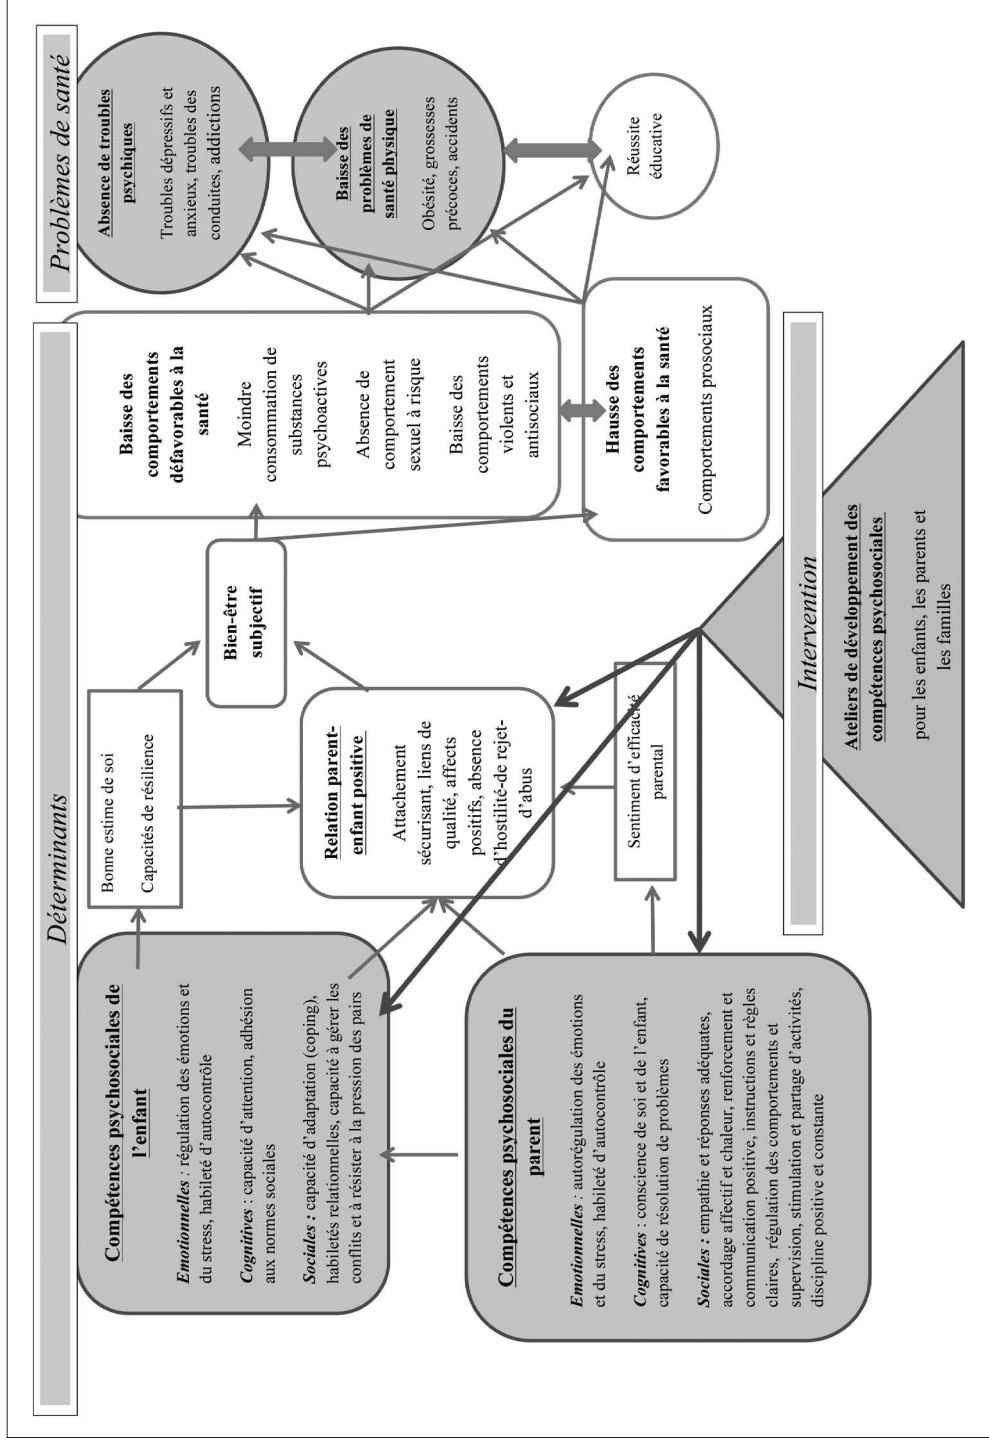 Déterminants
Problèmes de santé
Compétences psychosociales de
l'enfant
Emotionnelles : régulation des émotions et
du stress, habileté d'autocontrôle
Cognitives : capacité d'attention, adhésion
aux normes sociales
Sociales : capacité d'adaptation (coping),
habiletés relationnelles, capacité à gérer les
conflits et à résister à la pression des pairs
Compétences psychosociales du
parent
Emotionnelles : autorégulation des émotions
et du stress, habileté d'autocontrôle
Cognitives : conscience de soi et de l'enfant,
capacité de résolution de problèmes
Sociales : empathie et réponses adéquates,
accordage affectif et chaleur, renforcement et
communication positive, instructions et règles
claires, régulation des comportements et
supervision, stimulation et partage d'activités,
discipline positive et constante
Bonne estime de soi
Capacités de résilience
Relation parent-
enfant positive
Attachement
sécurisant, liens de
qualité, affects
positifs, absence
d'hostilité-de rejet-
d'abus
Sentiment d'efficacité
parental
Bien-être
subjectif
Baisse des
comportements
défavorables à la
santé
Moindre
consommation de
substances
psychoactives
Absence de
comportement
sexuel à risque
Baisse des
comportements
violents et
antisociaux
Hausse des
comportements
favorables à la santé
Comportements prosociaux
Absence de troubles
psychiques
Troubles dépressifs et
anxieux, troubles des
conduites, addictions
Baisse des
problèmes de
santé physique
Obésité, grossesses
précoces, accidents
Réussite
éducative
Intervention
Ateliers de développement des
compétences psychosociales
pour les enfants, les parents et
les familles